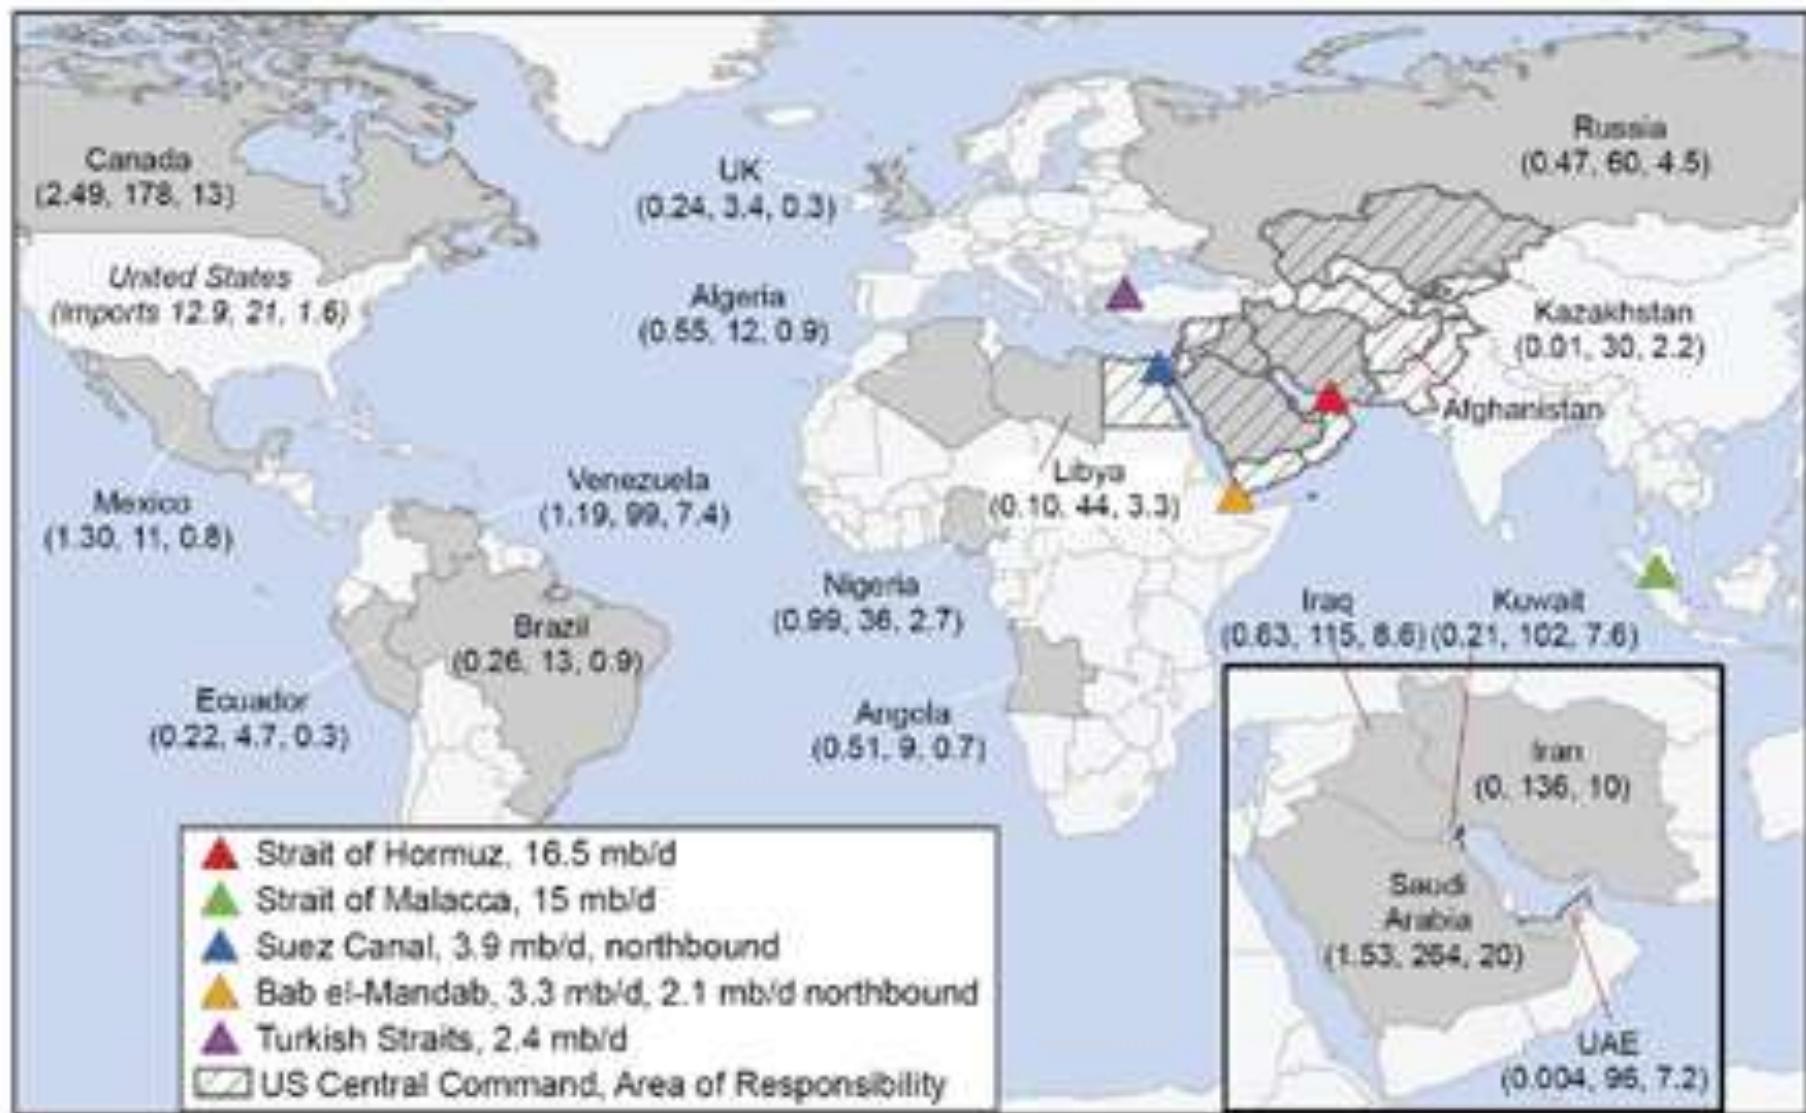 Canada
(2.49, 178, 13)
United States
(imports 12.9, 21, 1.6)
Mexico
(1.30, 11, 0.8)
UK
(0.24, 3.4, 0.3)
Algeria
(0.55, 12, 0.9)
Venezuela
(1.19, 99, 7.4)
Brazil
(0.26, 13, 0.9)
Ecuador
(0.22, 4.7, 0.3)
Nigeria
(0.99, 36, 2.7)
Angola
(0.51, 9, 0.7)
Libya
(0.10, 44, 3.3)
Russia
(0.47, 60, 4.5)
Kazakhstan
(0.01, 30, 2.2)
Afghanistan
Iraq
(0.63, 115, 8.6)
Kuwait
(0.21, 102, 7.6)
Iran
(0. 136, 10)
Saudi
Arabia
(1.53, 264, 20)
UAE
(0.004, 96, 7.2)
Strait of Hormuz, 16.5 mb/d
Strait of Malacca, 15 mb/d
Suez Canal, 3.9 mb/d, northbound
Bab el-Mandab, 3.3 mb/d, 2.1 mb/d northbound
Turkish Straits, 2.4 mb/d
US Central Command, Area of Responsibility